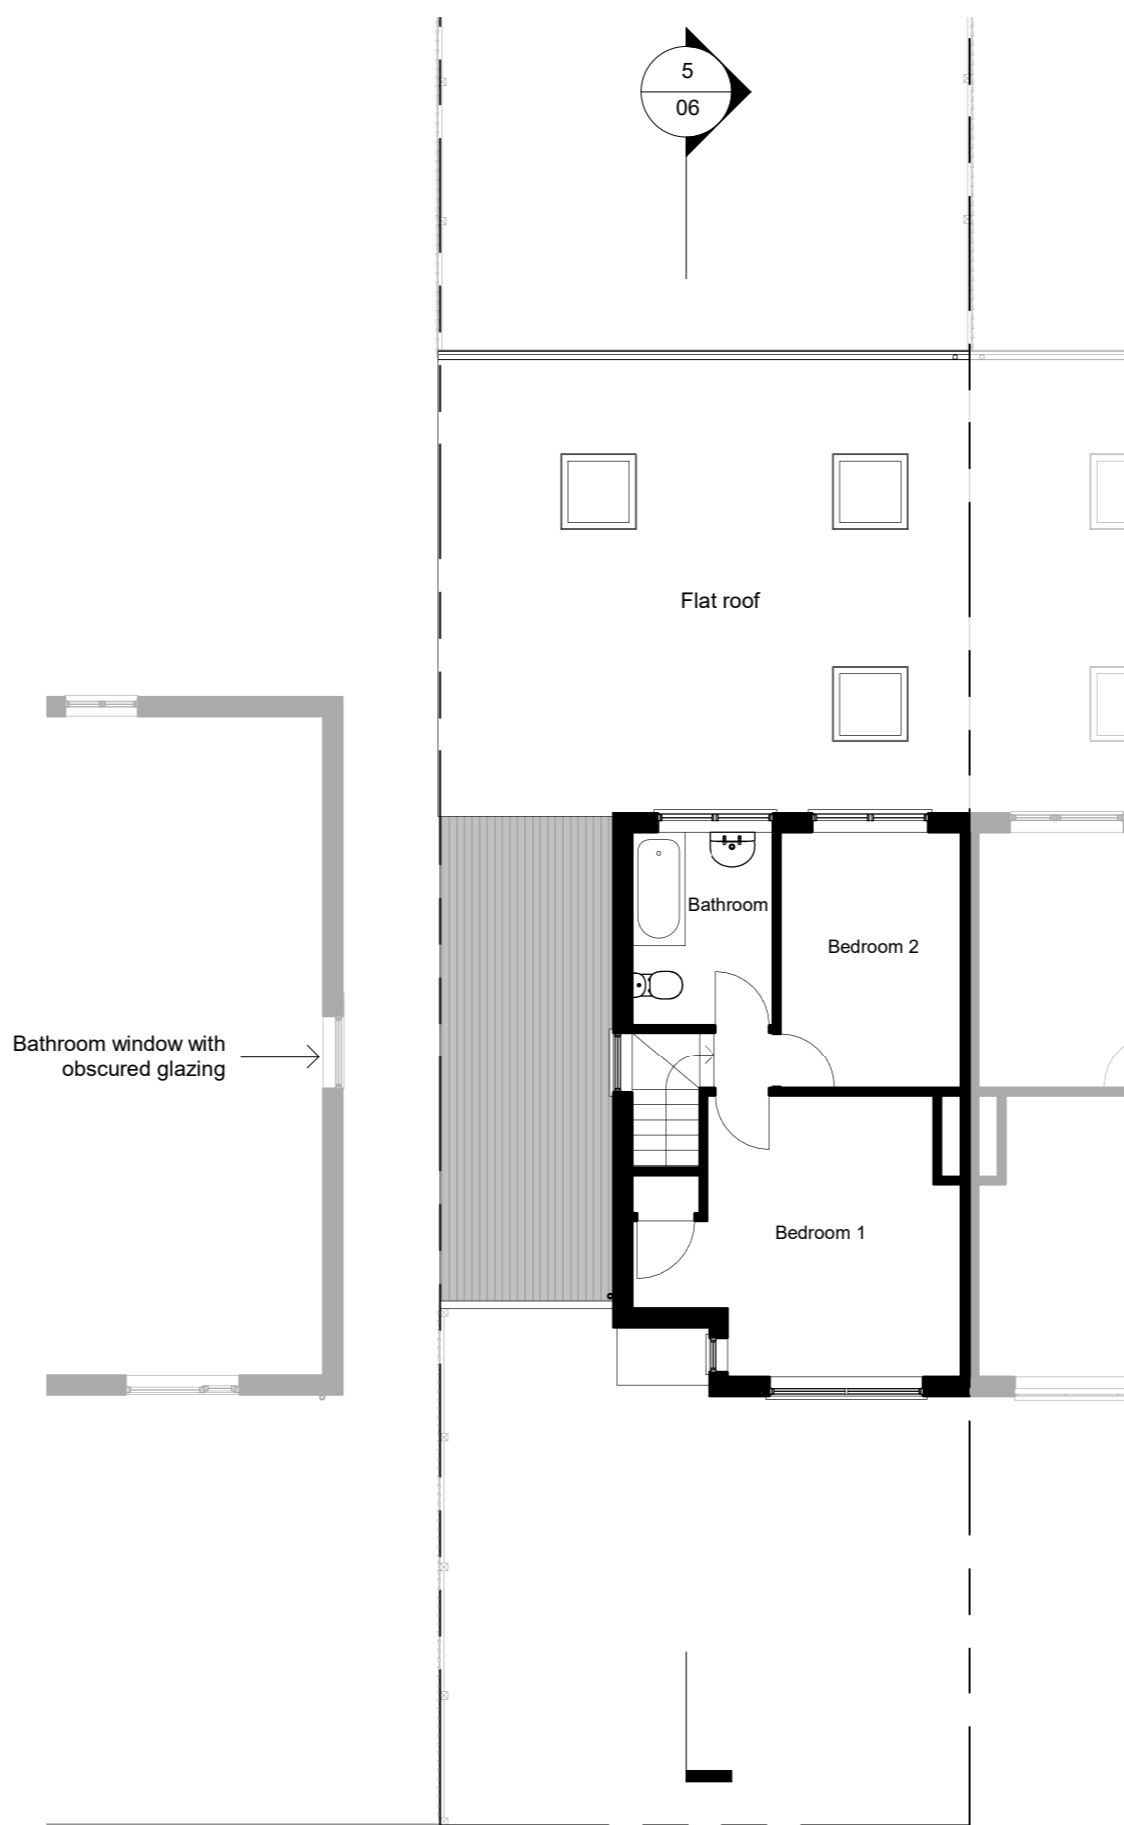 5
06
Flat roof
Bathroom
Bedroom 2
Bathroom window with
obscured glazing
Bedroom 1